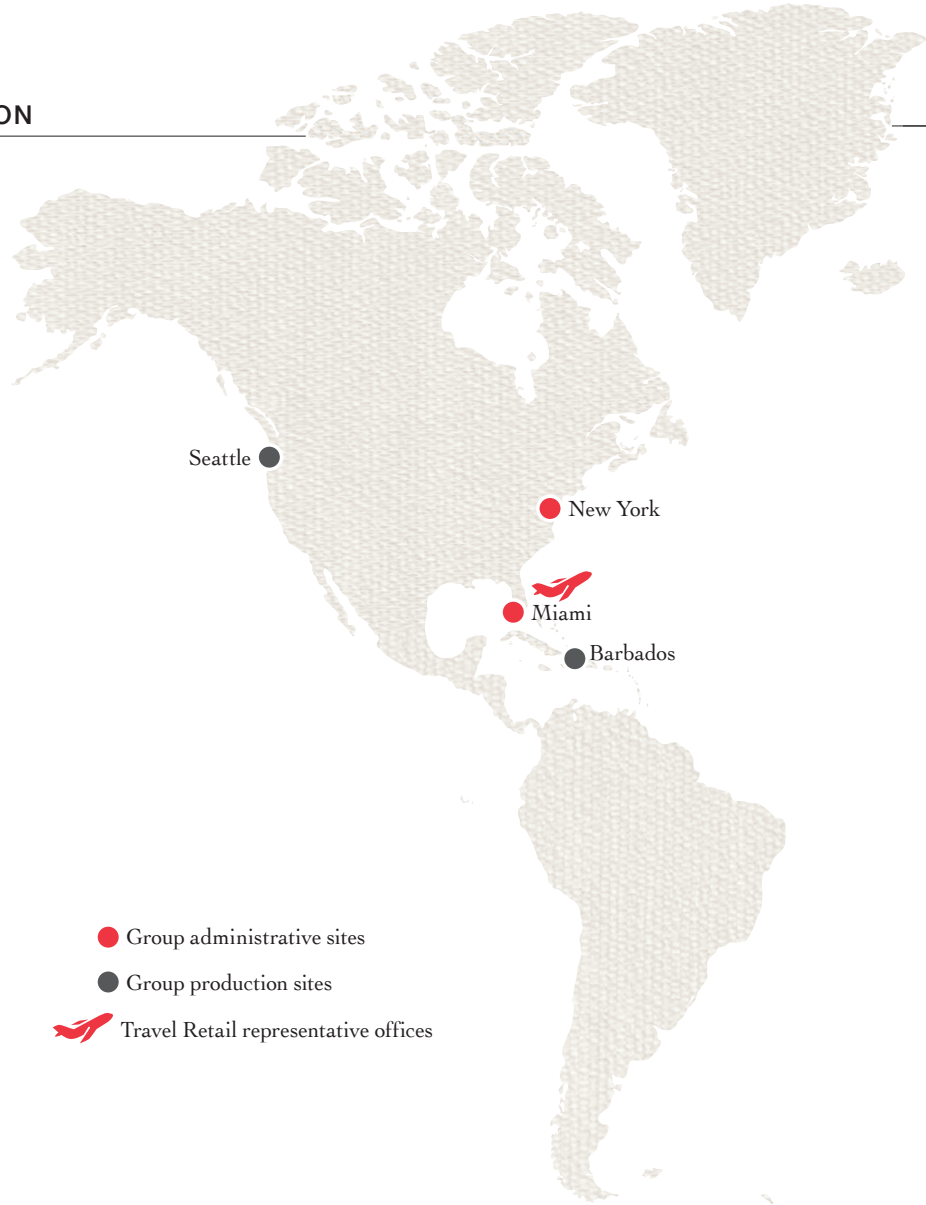 ON
Seattle
New York
Miami
Barbados
Group administrative sites
Group production sites
Travel Retail representative offices